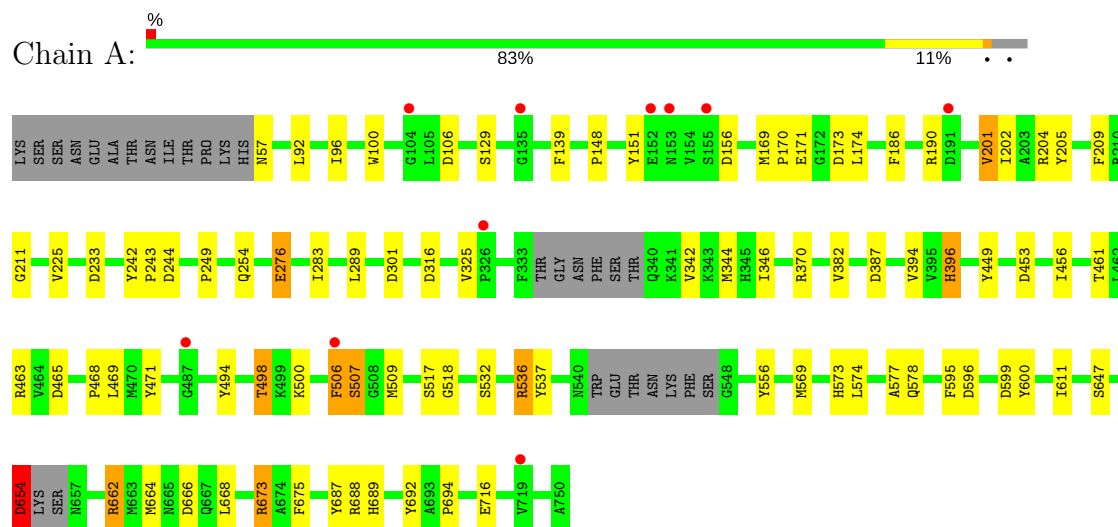 %
Chain A:
83%
11%
LYS SER SER ASN GLU ALA THR ASN ILE THR PRO LYS HIS N57 L92 I96 W100 G104 L105 D106 S129 G135 F139 P148 Y151 E152 N153 V154 S155 D156 M169 P170 E171 G172 D173 L174 F186 R190 D191 V201 I202 A203 R204 Y205 F209
G211 V225 D233 Y242 P243 D244 P249 Q254 E276 I283 L289 D301 D316 V325 P326 F333 THR GLY ASN PHE SER THR Q340 K341 V342 K343 M344 H345 I346 R370 V382 D387 V394 V395 H396 Y449 D453 I456 T461
R463 V464 D465 P468 L469 M470 Y471 G487 Y494 T498 K499 K500 F506 S507 G508 M509 S517 G518 S532 R536 Y537 N540 TRP GLU THR ASN LYS PHE SER G548 Y556 M569 H573 L574 A577 Q578 F595 D596 D599 Y600 I611 S647
D654 LYS SER N657 R662 M663 M664 N665 D666 Q667 L668 R673 A674 F675 Y687 R688 H689 Y692 A693 P694 E716 V719 A750